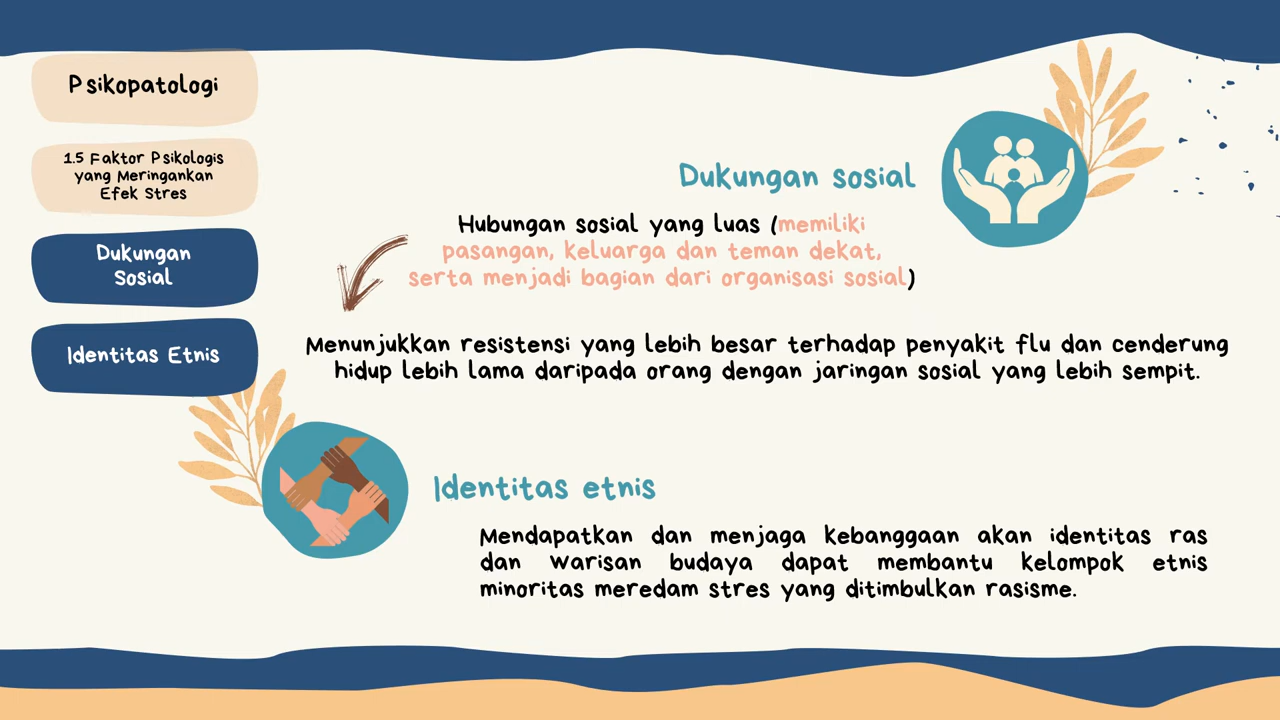 Psikopatologi
1.5 Faktor Psikologis
yang Meringankan
Efek Stres
Dukungan
Sosial
Identitas Etnis
Dukungan sosial
Hubungan sosial yang luas (memiliki
pasangan, keluarga dan teman dekat,
serta menjadi bagian dari organisasi sosial)
Menunjukkan resistensi yang lebih besar terhadap penyakit flu dan cenderung
hidup lebih lama daripada orang dengan jaringan sosial yang lebih sempit.
Identitas etnis
Mendapatkan dan menjaga kebanggaan akan identitas ras
dan warisan budaya dapat membantu kelompok etnis
minoritas meredam stres yang ditimbulkan rasisme.